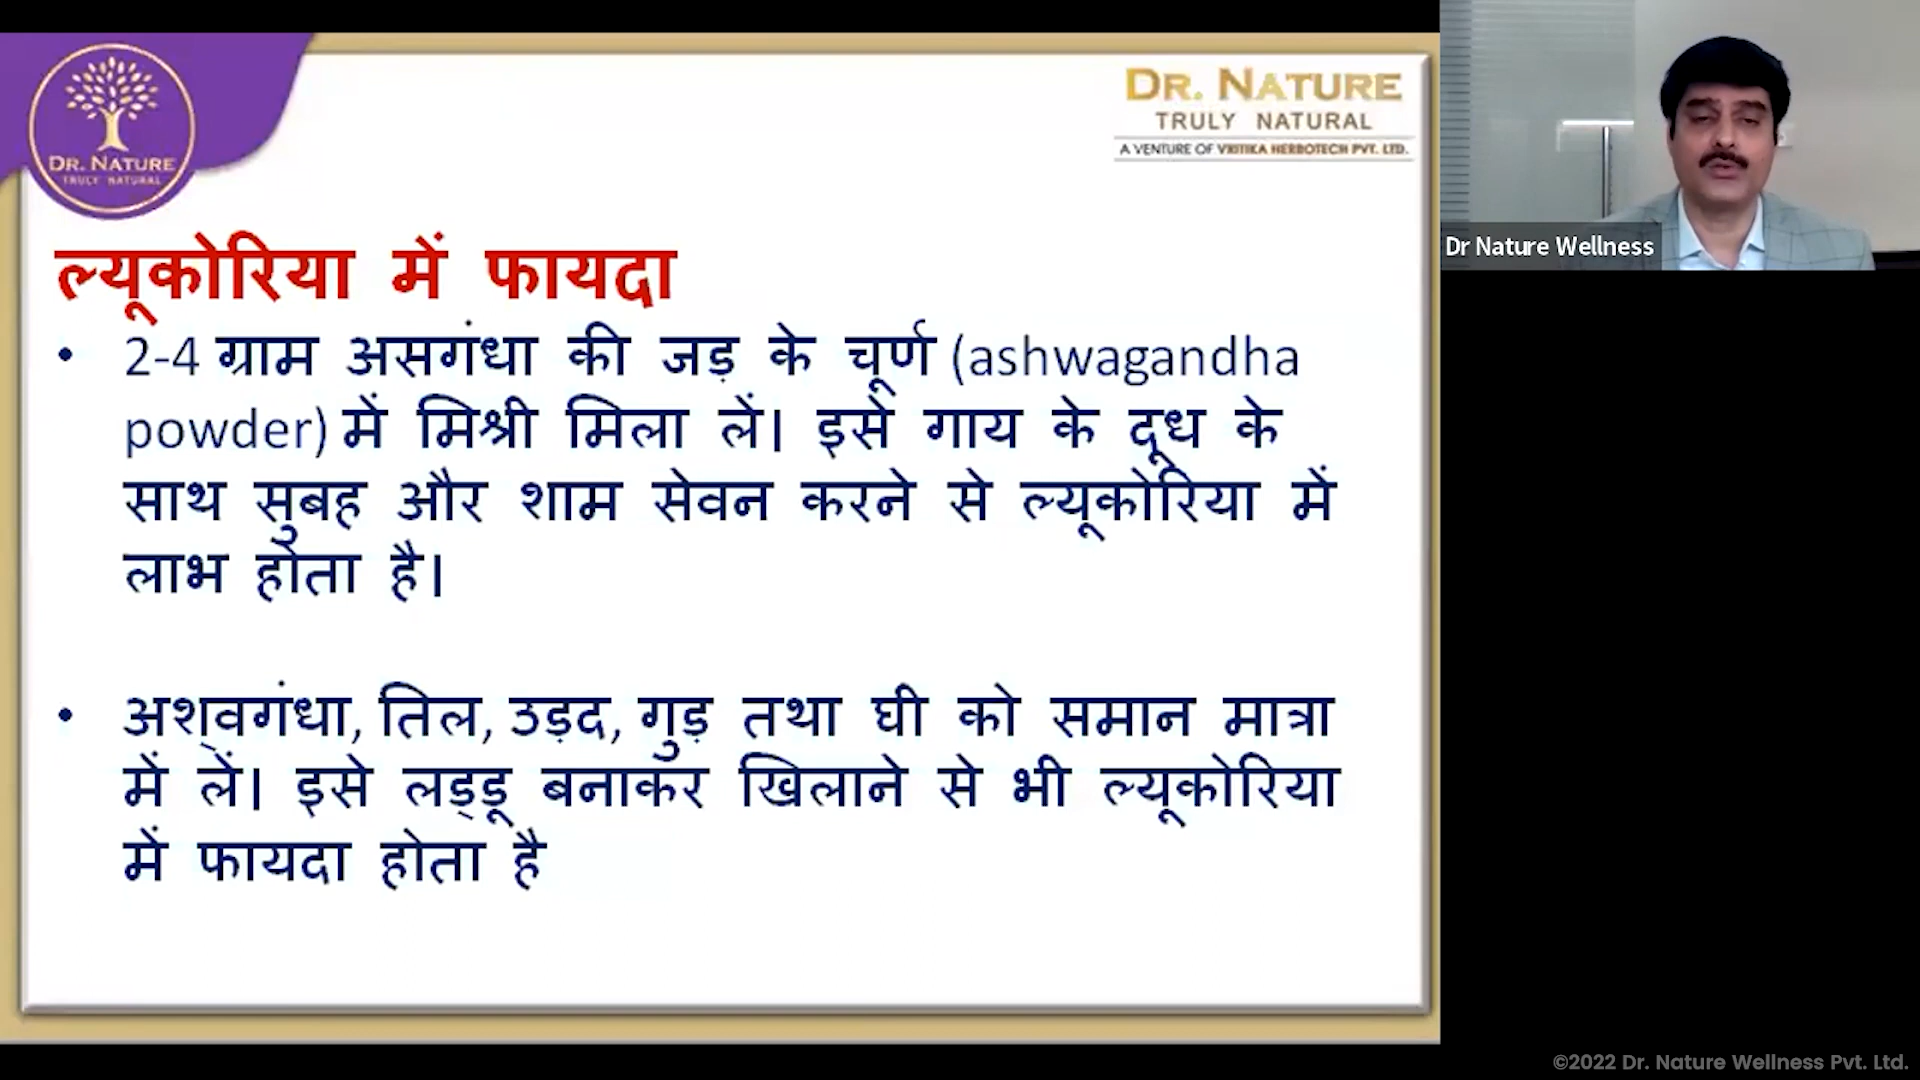 DR. NATURE
TRULY NATURAL
DR. NATURE
TRULY NATURAL
A VENTURE OF VRITIKA HERBOTECH PVT. LTD.
ल्यूकोरिया में फायदा
• 2-4 ग्राम असगंधा की जड़ के चूर्ण (ashwagandha
powder) में मिश्री मिला लें। इसे गाय के दूध के
साथ सुबह और शाम सेवन करने से ल्यूकोरिया में
लाभ होता है।
• अश्वगंधा, तिल, उड़द, गुड़ तथा घी को समान मात्रा
में लें। इसे लड्डू बनाकर खिलाने से भी ल्यूकोरिया
में फायदा होता है
Dr Nature Wellness
©2022 Dr. Nature Wellness Pvt. Ltd.